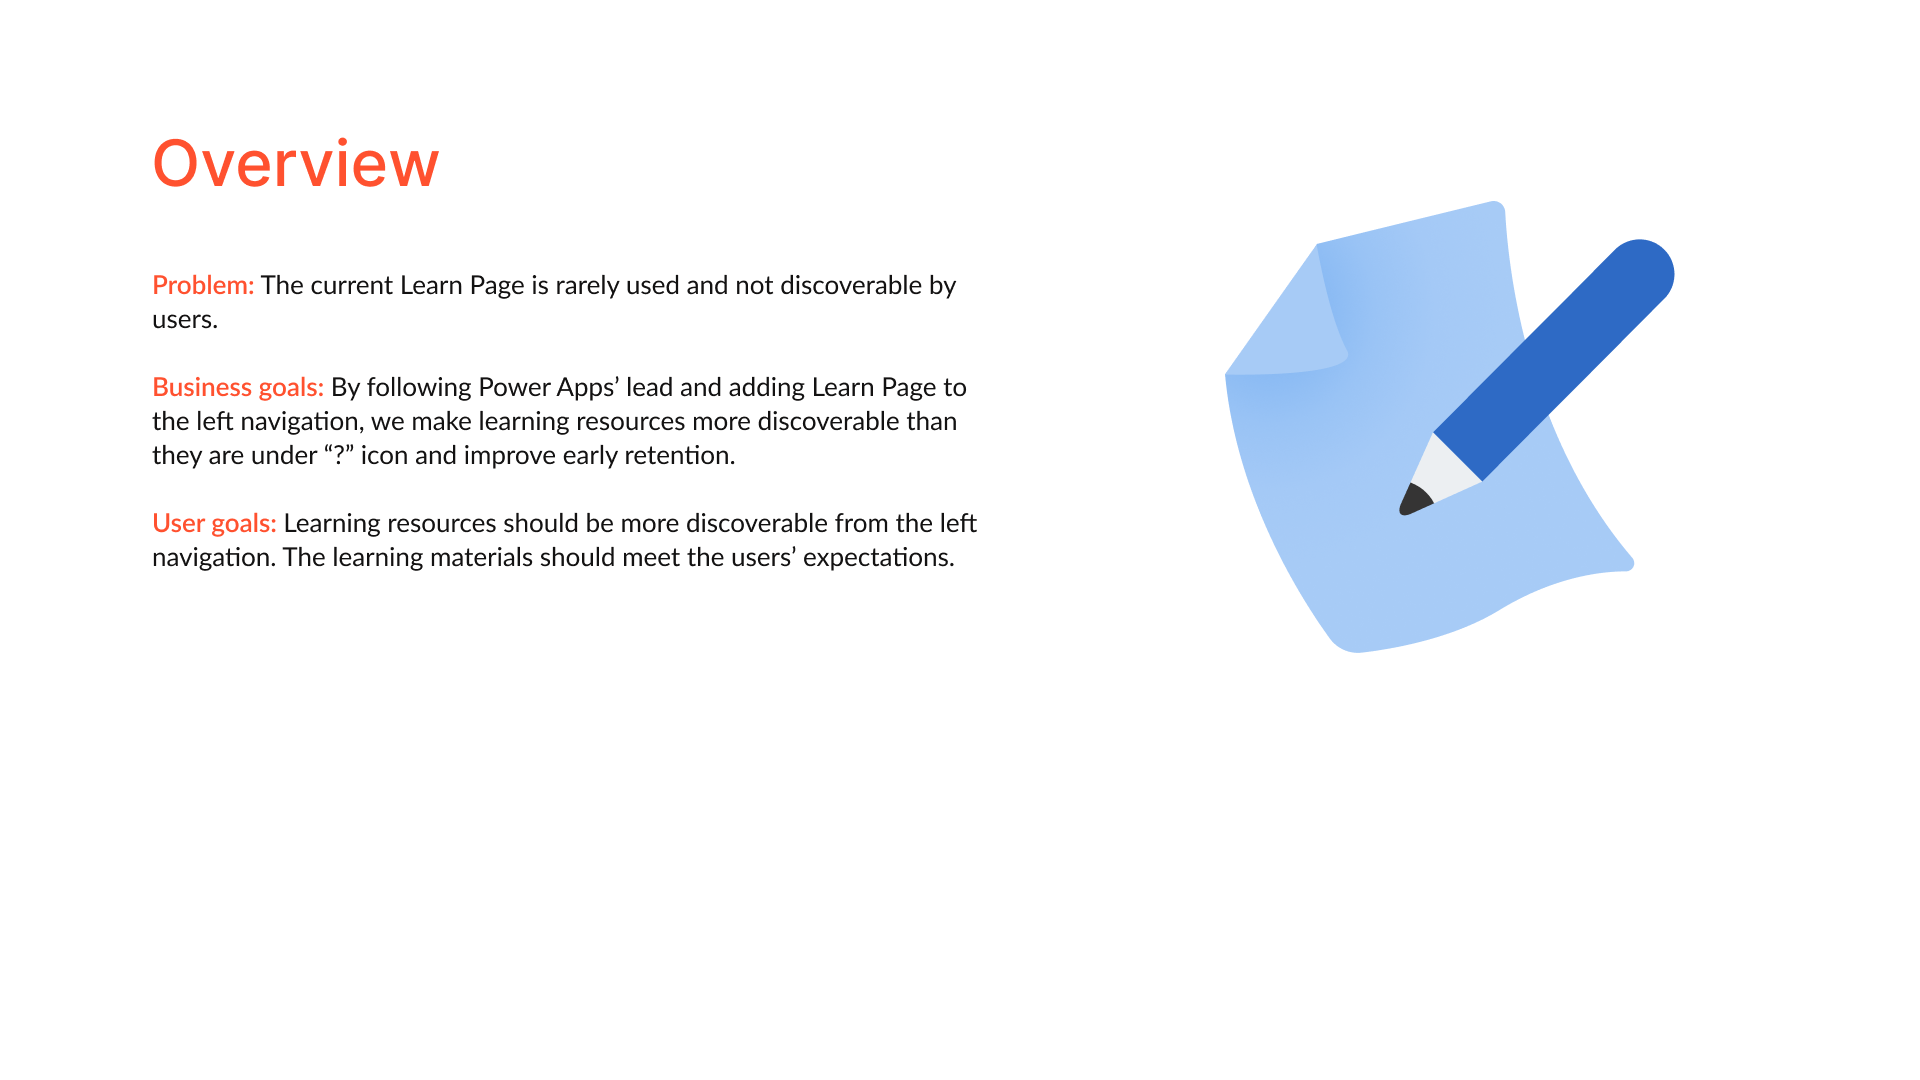 Overview
Problem: The current Learn Page is rarely used and not discoverable by
users.
Business goals: By following Power Apps’ lead and adding Learn Page to
the left navigation, we make learning resources more discoverable than
they are under “?” icon and improve early retention.
User goals: Learning resources should be more discoverable from the left
navigation. The learning materials should meet the users’ expectations.